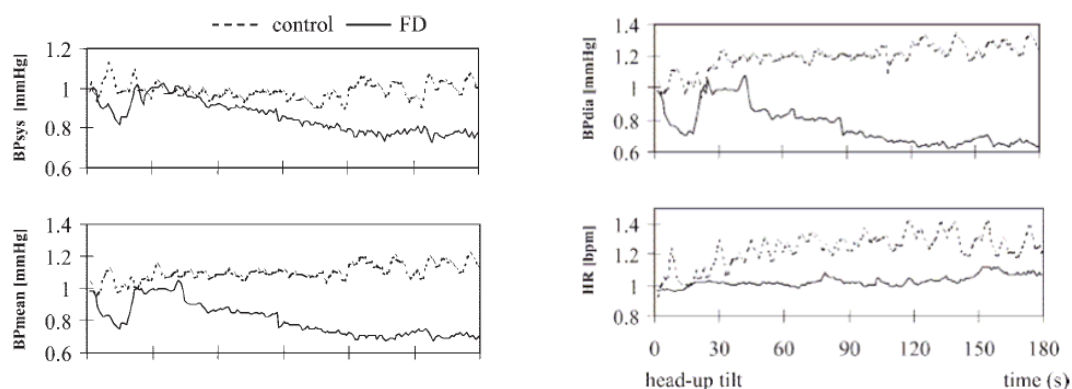 control FD
1.2
1
0.8
0.6
BPsys [mmHg]
1.4
1.2
1
0.8
0.6
BPmean [mmHg]
1.4
1.2
1
0.8
0.6
BPdia [mmHg]
1.4
1.2
1
0.8
HR [bpm]
0 30 60 90 120 150 180
head-up tilt time (s)